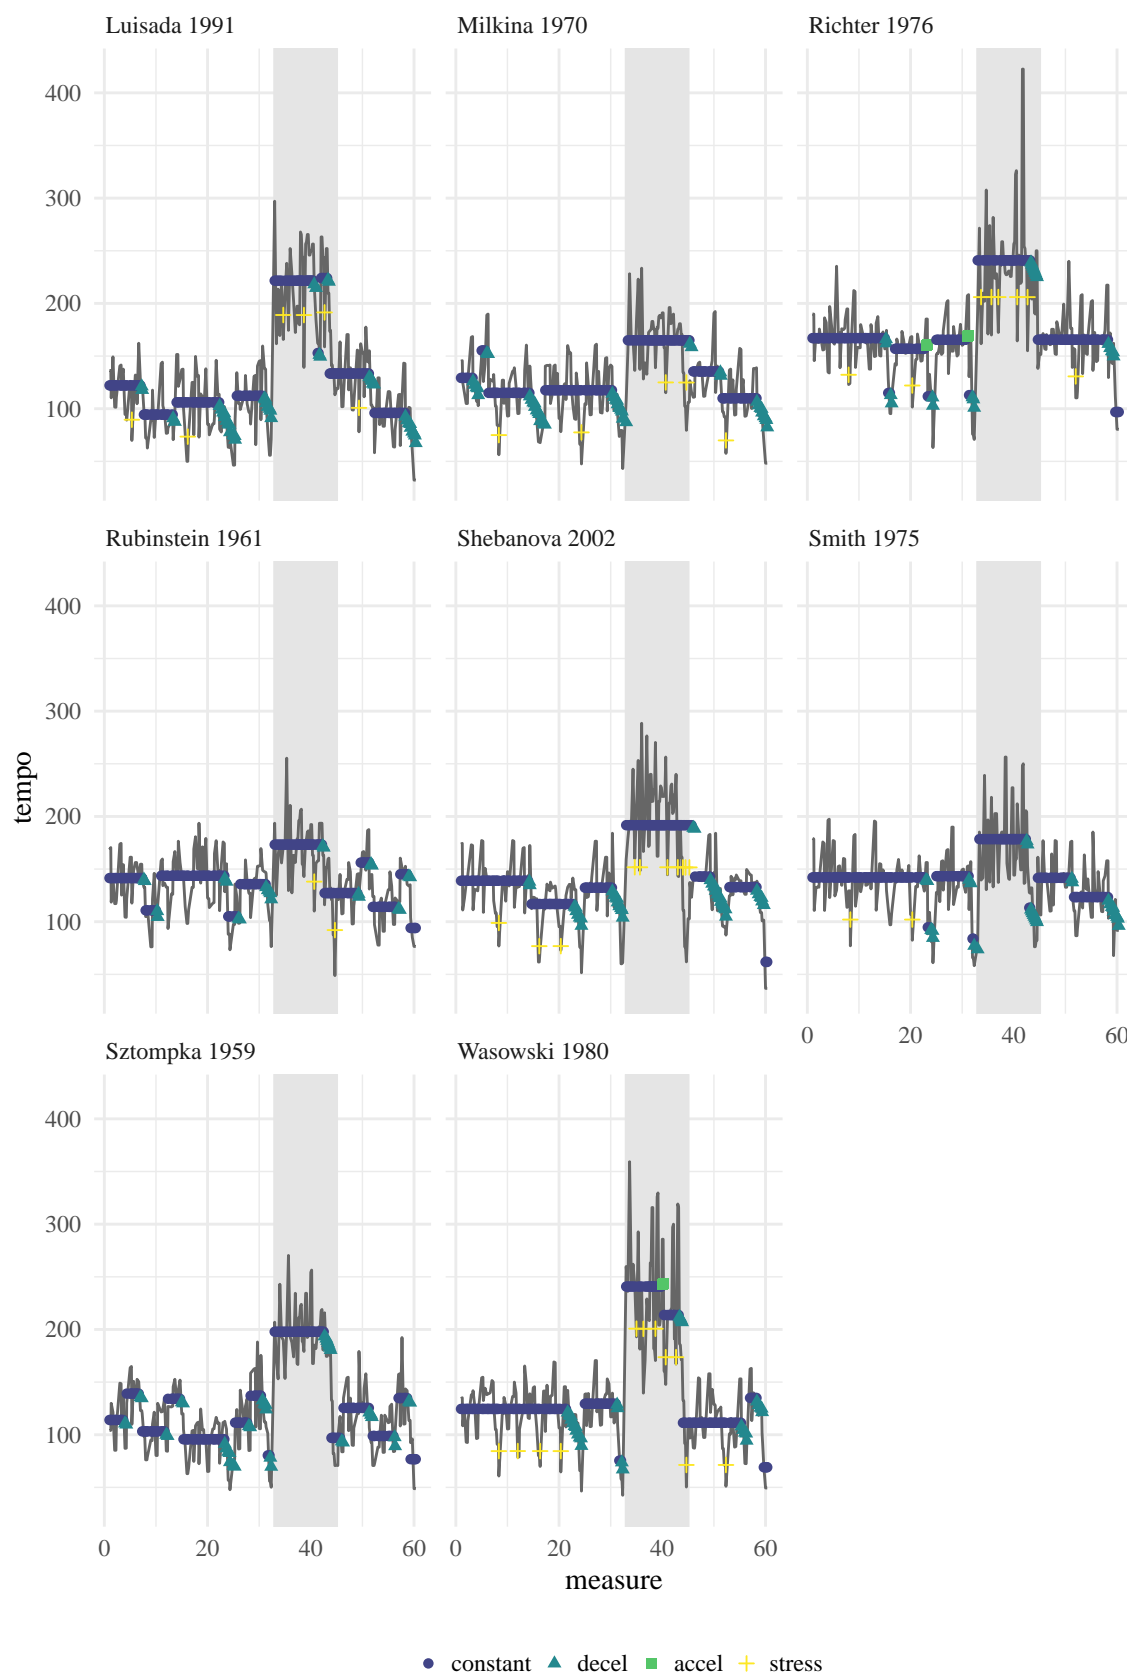 Luisada 1991 Milkina 1970 Richter 1976
400
300
200
100
Rubinstein 1961 Shebanova 2002 Smith 1975
400
300
200
100
0 20 40 60
tempo
Sztompka 1959 Wasowski 1980
400
300
200
100
0 20 40 60 0 20 40 60
measure
constant decel accel stress